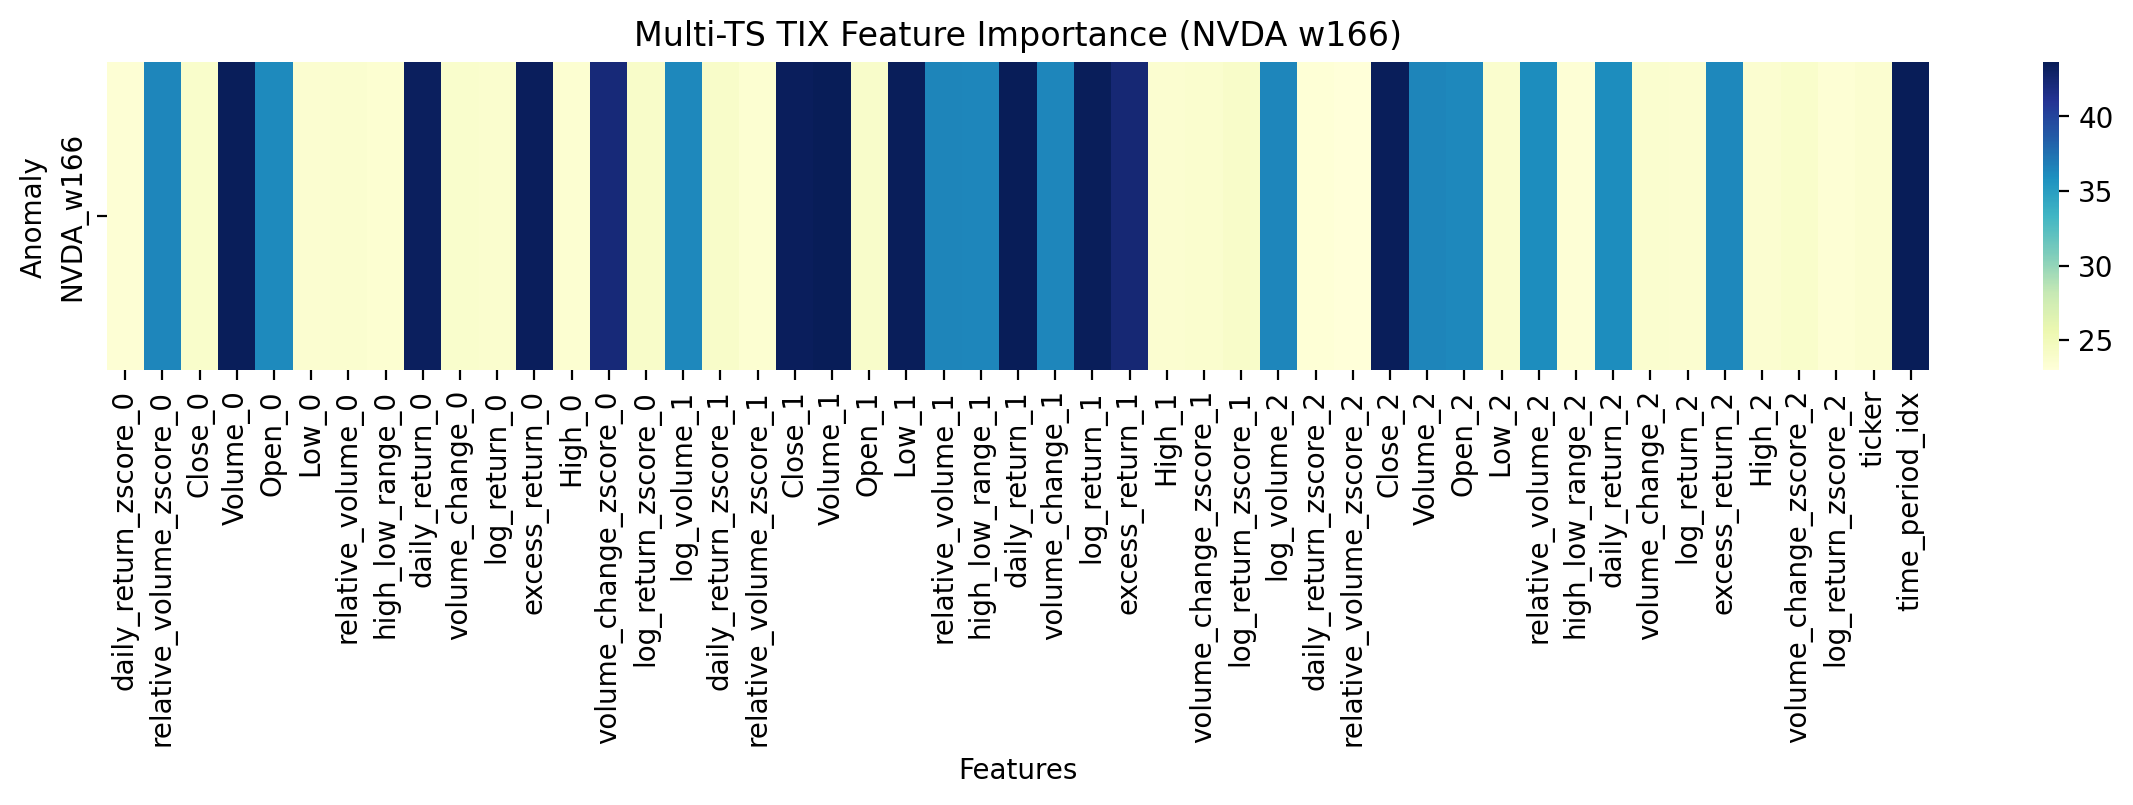 Multi-TS TIX Feature Importance (NVDA w166)
Anomaly
NVDA_w166
40
35
30
25
daily_return_zscore_0
relative_volume_zscore_0
Close_0
Volume_0
Open_0
Low_0
relative_volume_0
high_low_range_0
daily_return_0
volume_change_0
log_return_0
excess_return_0
High_0
volume_change_zscore_0
log_return_zscore_0
log_volume_1
daily_return_zscore_1
relative_volume_zscore_1
Close_1
Volume_1
Open_1
Low_1
relative_volume_1
high_low_range_1
daily_return_1
volume_change_1
log_return_1
excess_return_1
High_1
volume_change_zscore_1
log_return_zscore_1
log_volume_2
daily_return_zscore_2
relative_volume_zscore_2
Close_2
Volume_2
Open_2
Low_2
relative_volume_2
high_low_range_2
daily_return_2
volume_change_2
log_return_2
excess_return_2
High_2
volume_change_zscore_2
log_return_zscore_2
ticker
time_period_idx
Features